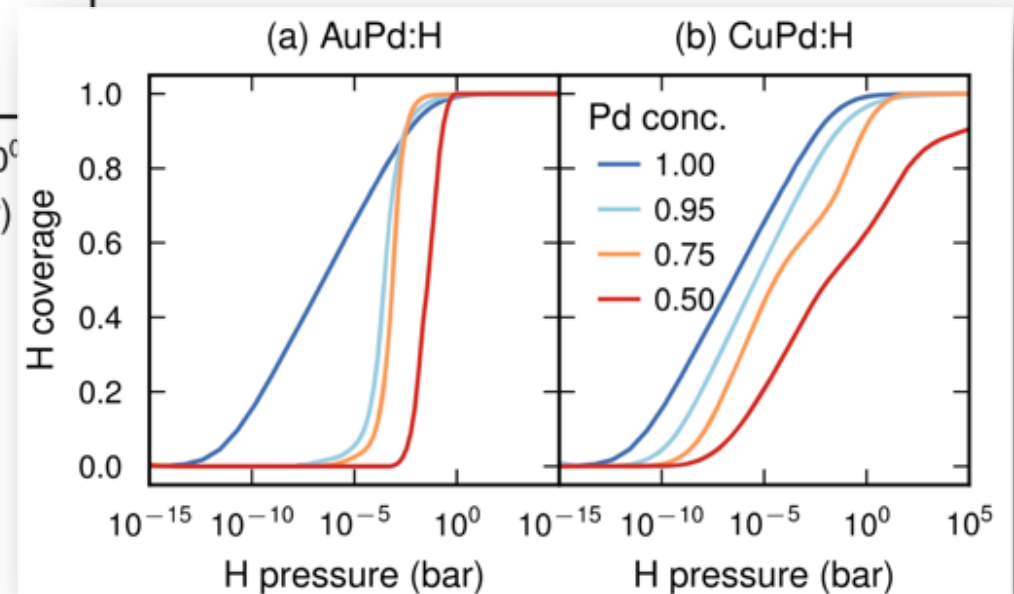 (a) AuPd:H
(b) CuPd:H
H coverage
1.0
0.8
0.6
0.4
0.2
0.0
Pd conc.
1.00
0.95
0.75
0.50
10⁻¹⁵ 10⁻¹⁰ 10⁻⁵ 10⁰ 10⁻¹⁵ 10⁻¹⁰ 10⁻⁵ 10⁰ 10⁵
H pressure (bar)
H pressure (bar)